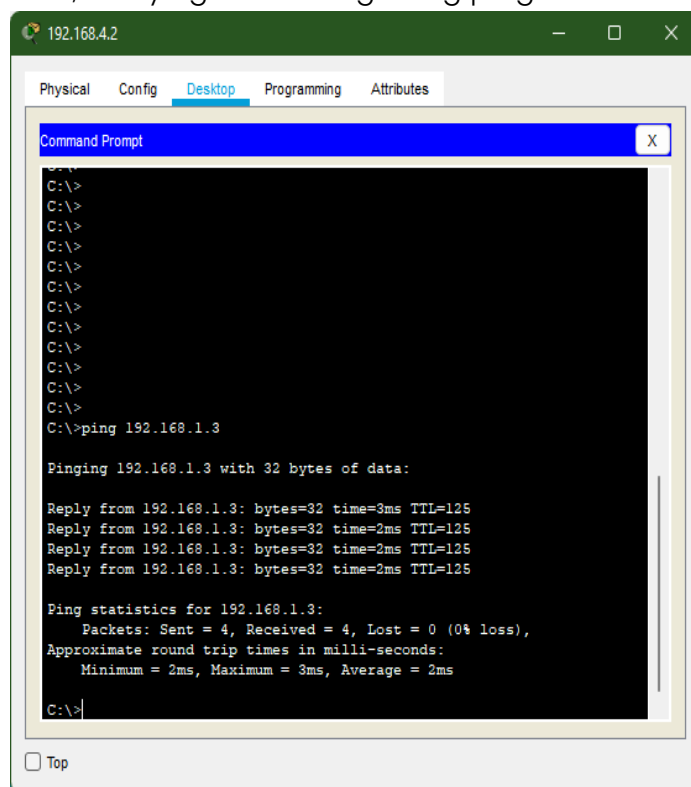 192.168.4.2
Physical Config Desktop Programming Attributes
Command Prompt
X
C:\>
C:\>
C:\>
C:\>
C:\>
C:\>
C:\>
C:\>
C:\>
C:\>
C:\>
C:\>
C:\>ping 192.168.1.3
Pinging 192.168.1.3 with 32 bytes of data:
Reply from 192.168.1.3: bytes=32 time=3ms TTL=125
Reply from 192.168.1.3: bytes=32 time=2ms TTL=125
Reply from 192.168.1.3: bytes=32 time=2ms TTL=125
Reply from 192.168.1.3: bytes=32 time=2ms TTL=125
Ping statistics for 192.168.1.3:
Packets: Sent = 4, Received = 4, Lost = 0 (0% loss),
Approximate round trip times in milli-seconds:
Minimum = 2ms, Maximum = 3ms, Average = 2ms
C:\>
Top